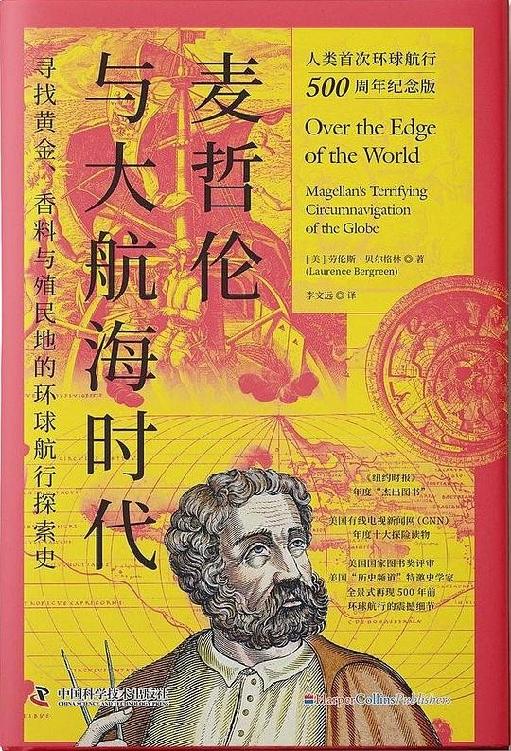 麦哲伦
与大航海时代
寻找黄金、香料与殖民地的环球航行探索史
人类首次环球航行
500 周年纪念版
Over the Edge
of the World
Magellan's Terrifying
Circumnavigation
of the Globe
[美]劳伦斯 贝尔格林◎著
(Laurence Bergreen)
李文远◎译
《纽约时报》
年度“杰出图书”
美国有线电视新闻网(CNN)
年度十大探险读物
美国国家图书奖评审
美国“历史频道”特邀史学家
全景式再现500年前
环球航行的震撼细节
中国科学技术出版社
CHINA SCIENCE AND TECHNOLOGY PRESS
HarperCollinsPublishers